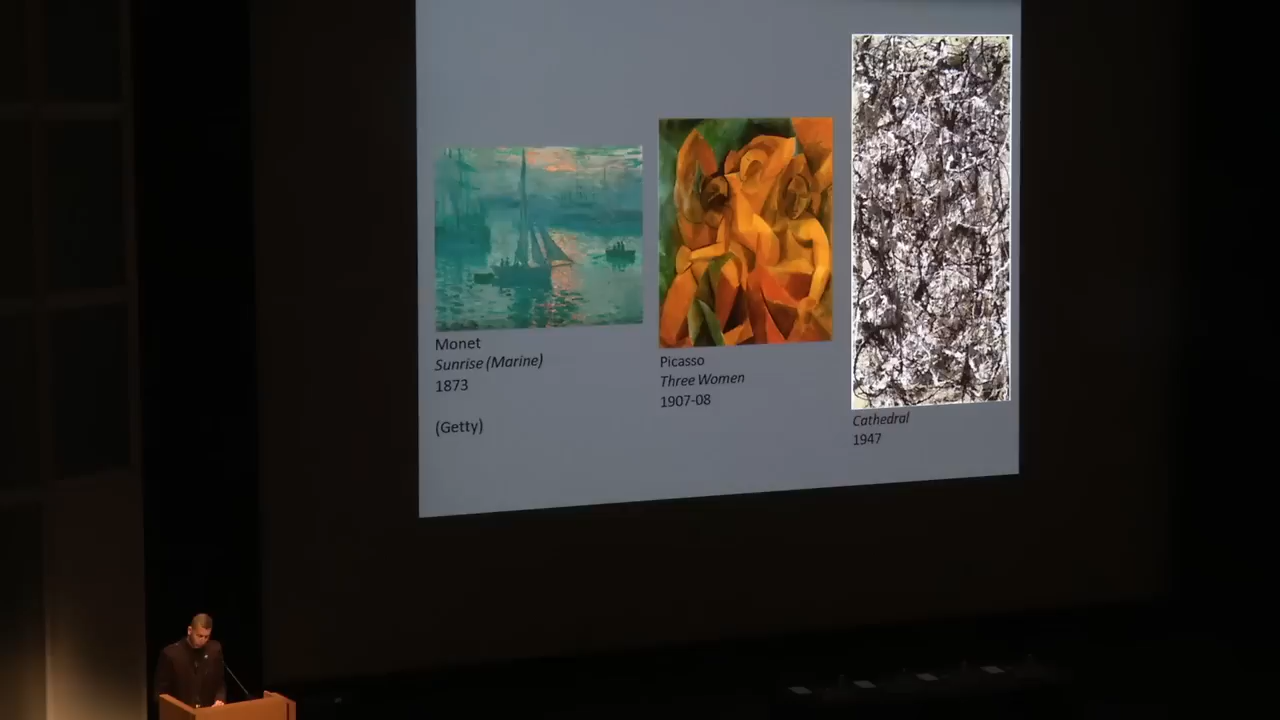 Monet
Sunrise (Marine)
1873
(Getty)
Picasso
Three Women
1907-08
Cathedral
1947